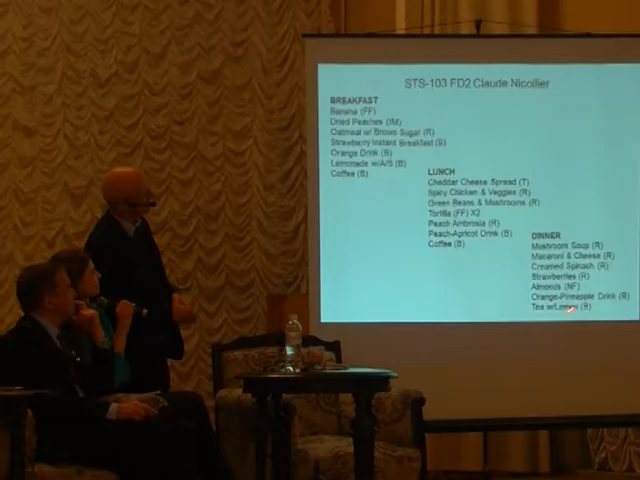 STS-103 FD2 Claude Nicollier
BREAKFAST
Banana (FF)
Dried Peaches (IM)
Oatmeal w/ Brown Sugar (R)
Strawberry Instant Breakfast (B)
Orange Drink (B)
Lemonade w/A/S (B)
Coffee (B)
LUNCH
Cheddar Cheese Spread (T)
Spicy Chicken & Veggies (R)
Green Beans & Mushrooms (R)
Tortilla (FF) X2
Peach Ambrosia (R)
Peach-Apricot Drink (B)
Coffee (B)
DINNER
Mushroom Soup (R)
Macaroni & Cheese (R)
Creamed Spinach (R)
Strawberries (R)
Almonds (NF)
Orange-Pineapple Drink (B)
Tea w/Lemon (B)